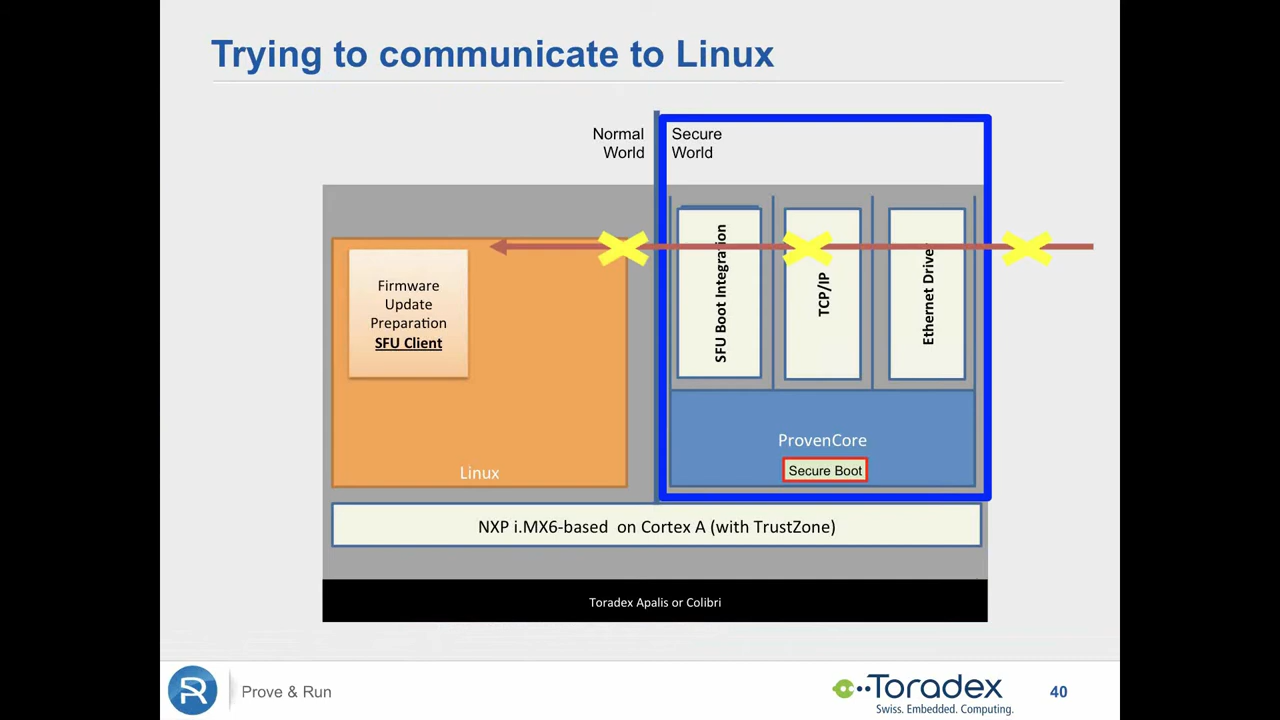 Trying to communicate to Linux
Normal
World
Secure
World
Firmware
Update
Preparation
SFU Client
Linux
SFU Boot Integration
TCP/IP
Ethernet Driver
ProvenCore
Secure Boot
NXP i.MX6-based on Cortex A (with TrustZone)
Toradex Apalis or Colibri
Prove & Run
Toradex
Swiss. Embedded. Computing.
40